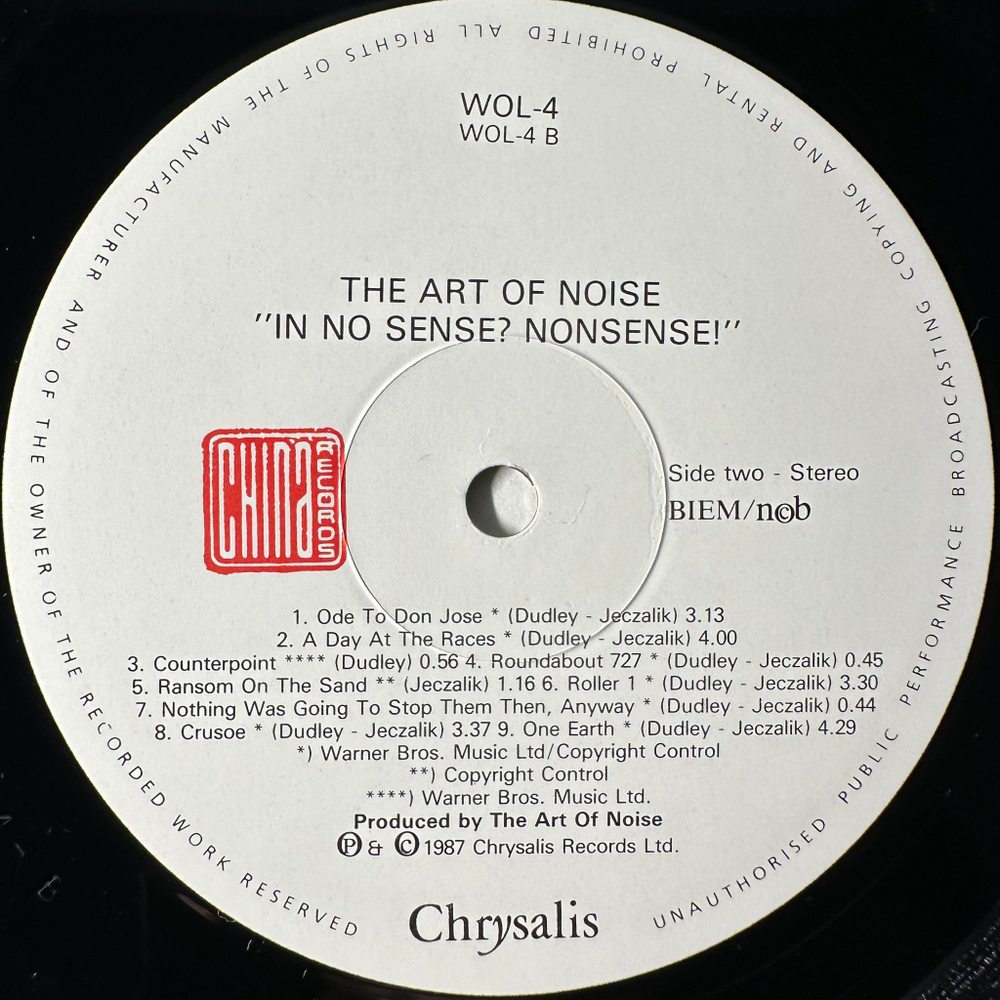 WOL-4
WOL-4 B
THE ART OF NOISE
"IN NO SENSE? NONSENSE!"
CHINA RECORDS
Side two - Stereo
BIEM/n©b
1. Ode To Don Jose * (Dudley - Jeczalik) 3.13
2. A Day At The Races * (Dudley - Jeczalik) 4.00
3. Counterpoint **** (Dudley) 0.56 4. Roundabout 727 * (Dudley - Jeczalik) 0.45
5. Ransom On The Sand ** (Jeczalik) 1.16 6. Roller 1 * (Dudley - Jeczalik) 3.30
7. Nothing Was Going To Stop Them Then, Anyway * (Dudley - Jeczalik) 0.44
8. Crusoe * (Dudley - Jeczalik) 3.37 9. One Earth * (Dudley - Jeczalik) 4.29
*) Warner Bros. Music Ltd/Copyright Control
**) Copyright Control
****) Warner Bros. Music Ltd.
Produced by The Art Of Noise
Ⓟ & © 1987 Chrysalis Records Ltd.
Chrysalis
ALL RIGHTS OF THE MANUFACTURER AND OF THE OWNER OF THE RECORDED WORK RESERVED UNAUTHORISED PUBLIC PERFORMANCE BROADCASTING COPYING AND RENTAL PROHIBITED